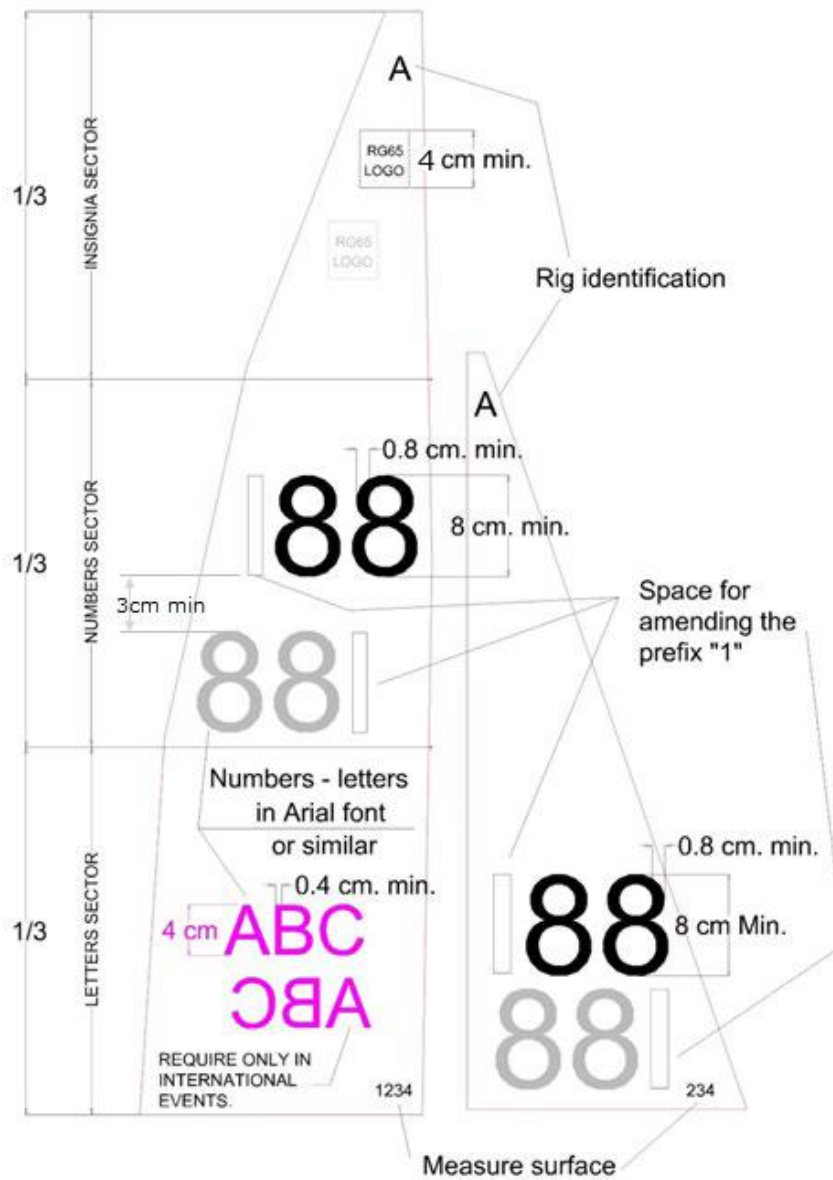 A
RG65
LOGO
4 cm min.
1/3
INSIGNIA SECTOR
RG65
LOGO
Rig identification
A
0.8 cm. min.
88
8 cm. min.
1/3
NUMBERS SECTOR
3cm min
Space for
amending the
prefix "1"
88
Numbers - letters
in Arial font
or similar
0.8 cm. min.
0.4 cm. min.
1/3
LETTERS SECTOR
4 cm
ABC
88
8 cm Min.
ABC
88
REQUIRE ONLY IN
INTERNATIONAL
EVENTS.
1234
234
Measure surface